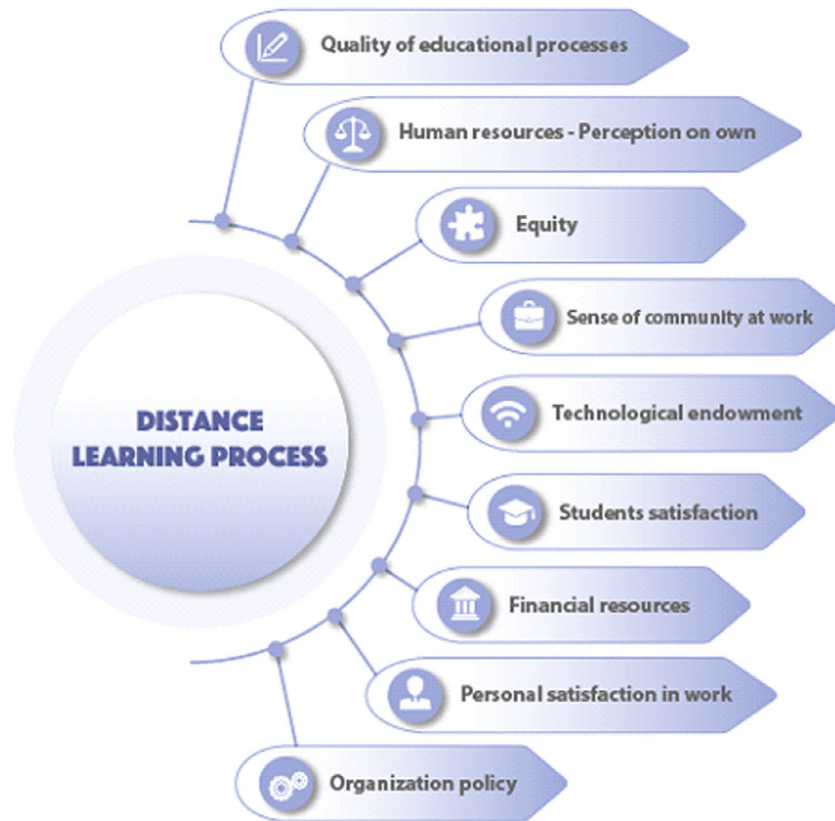 Quality of educational processes
Human resources - Perception on own
Equity
Sense of community at work
Technological endowment
DISTANCE
LEARNING PROCESS
Students satisfaction
Financial resources
Personal satisfaction in work
Organization policy